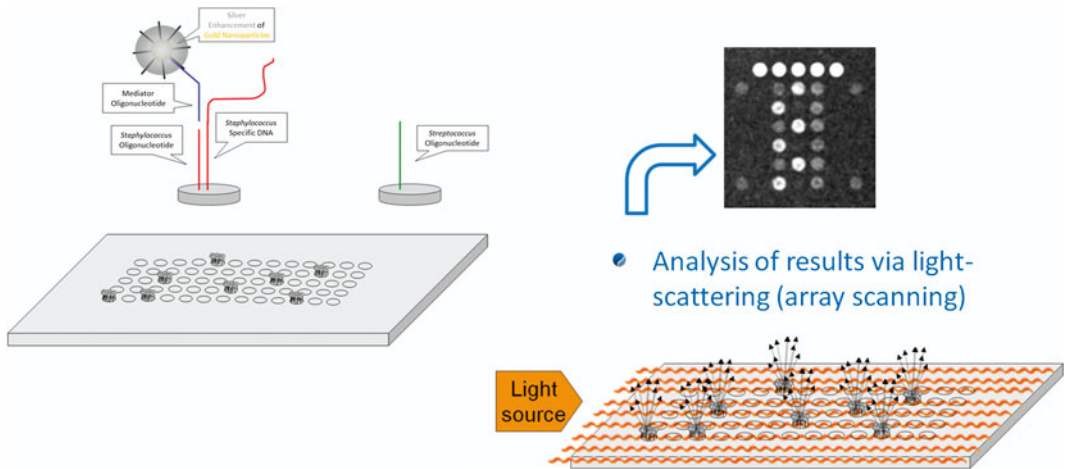 Silver
Enhancement of
Gold Nanoparticles
Mediator
Oligonucleotide
Staphylococcus
Oligonucleotide
Staphylococcus
Specific DNA
Streptococcus
Oligonucleotide
Analysis of results via light-
scattering (array scanning)
Light
source